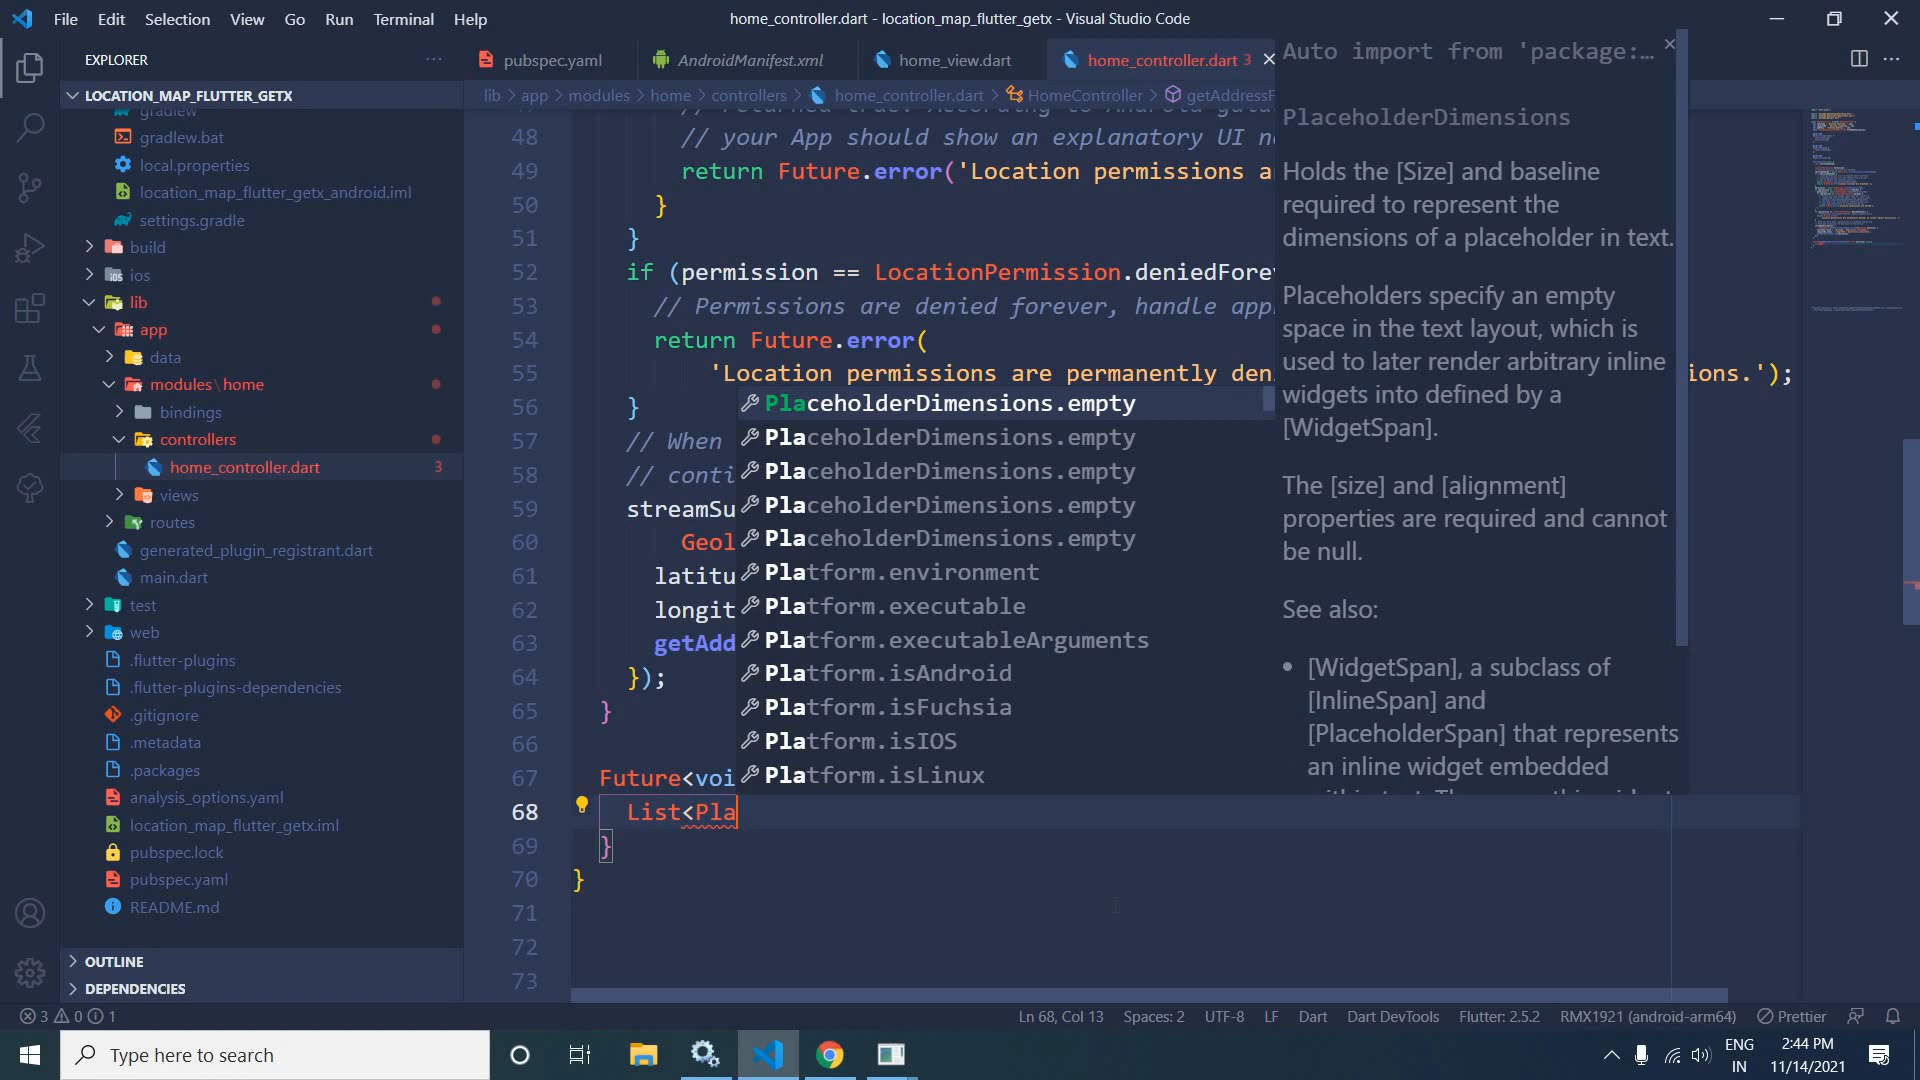 File Edit Selection View Go Run Terminal Help
home_controller.dart - location_map_flutter_getx - Visual Studio Code
EXPLORER
LOCATION_MAP_FLUTTER_GETX
gradlew
gradlew.bat
local.properties
location_map_flutter_getx_android.iml
settings.gradle
build
ios
lib
app
data
modules \ home
bindings
controllers
home_controller.dart 3
views
routes
generated_plugin_registrant.dart
main.dart
test
web
.flutter-plugins
.flutter-plugins-dependencies
.gitignore
.metadata
.packages
analysis_options.yaml
location_map_flutter_getx.iml
pubspec.lock
pubspec.yaml
README.md
OUTLINE
DEPENDENCIES
pubspec.yaml AndroidManifest.xml home_view.dart home_controller.dart 3
lib > app > modules > home > controllers > home_controller.dart > HomeController > getAddressF
48 // your App should show an explanatory UI n
49 return Future.error('Location permissions a
50 }
51 }
52 if (permission == LocationPermission.deniedForev
53 // Permissions are denied forever, handle app
54 return Future.error(
55 'Location permissions are permanently den ions.');
56 }
57 // When
58 // conti
59 streamSu
60 Geol
61 latitu
62 longit
63 getAdd
64 });
65 }
66
67 Future<voi
68 List<Pla
69 }
70 }
71
72
73
PlaceholderDimensions.empty
PlaceholderDimensions.empty
PlaceholderDimensions.empty
PlaceholderDimensions.empty
PlaceholderDimensions.empty
Platform.environment
Platform.executable
Platform.executableArguments
Platform.isAndroid
Platform.isFuchsia
Platform.isIOS
Platform.isLinux
Auto import from 'package:…
PlaceholderDimensions
Holds the [Size] and baseline
required to represent the
dimensions of a placeholder in text.
Placeholders specify an empty
space in the text layout, which is
used to later render arbitrary inline
widgets into defined by a
[WidgetSpan].
The [size] and [alignment]
properties are required and cannot
be null.
See also:
• [WidgetSpan], a subclass of
[InlineSpan] and
[PlaceholderSpan] that represents
an inline widget embedded
3 0 1
Ln 68, Col 13 Spaces: 2 UTF-8 LF Dart Dart DevTools Flutter: 2.5.2 RMX1921 (android-arm64) Prettier
Type here to search
ENG
IN
2:44 PM
11/14/2021